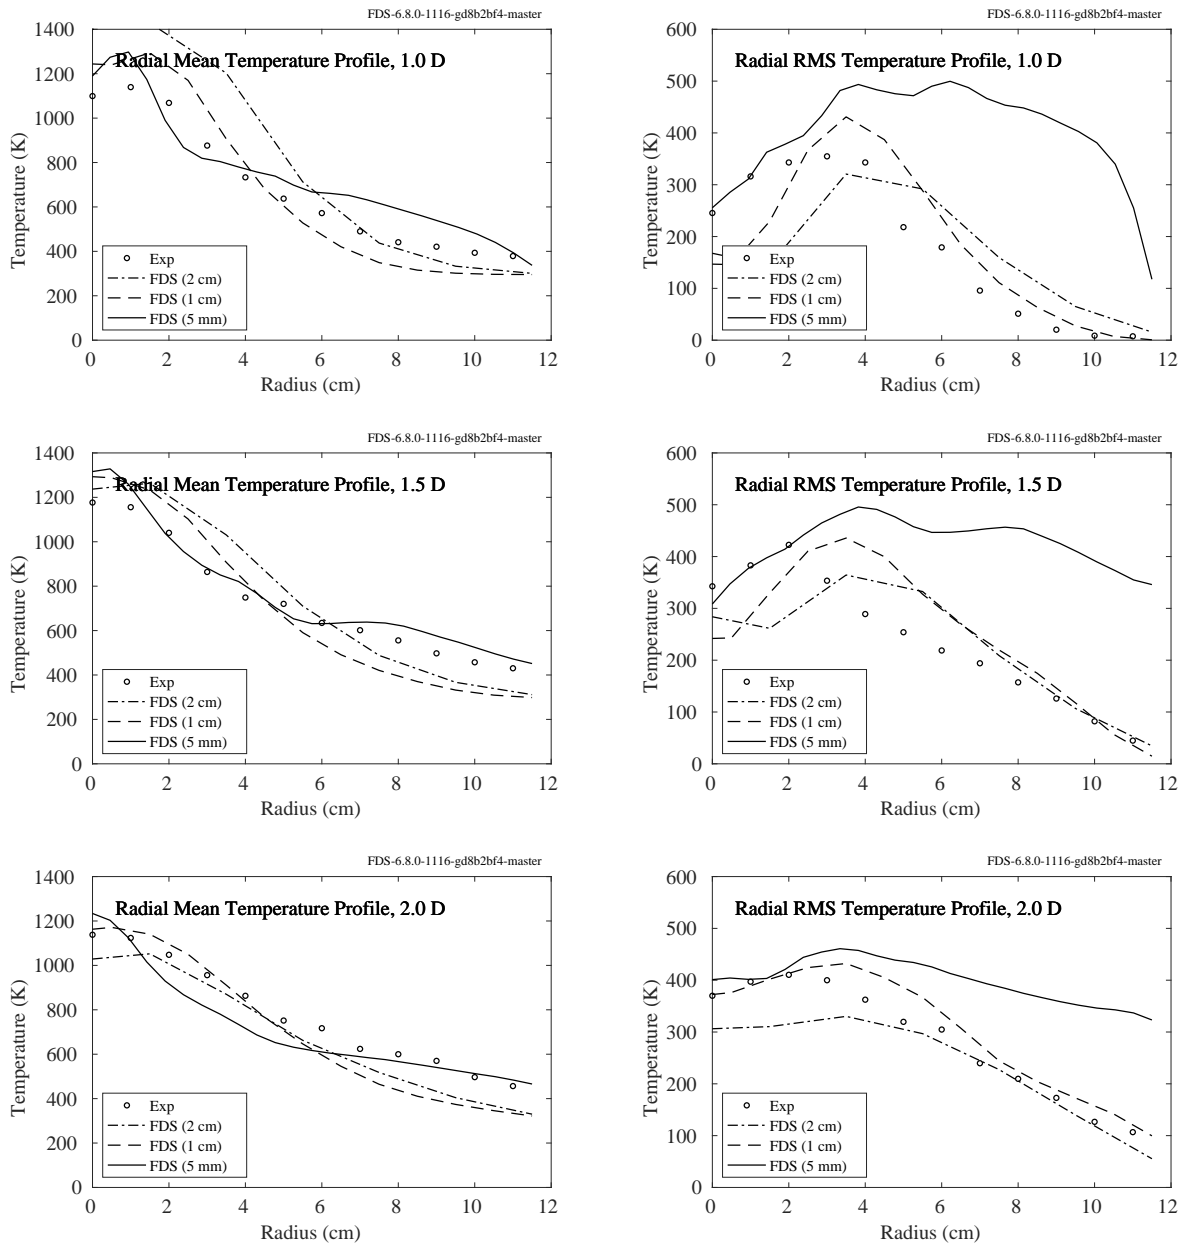 FDS-6.8.0-1116-gd8b2bf4-master
Radial Mean Temperature Profile, 1.0 D
Temperature (K)
1400
1200
1000
800
600
400
200
0
Exp
FDS (2 cm)
FDS (1 cm)
FDS (5 mm)
0 2 4 6 8 10 12
Radius (cm)
FDS-6.8.0-1116-gd8b2bf4-master
Radial RMS Temperature Profile, 1.0 D
Temperature (K)
600
500
400
300
200
100
0
Exp
FDS (2 cm)
FDS (1 cm)
FDS (5 mm)
0 2 4 6 8 10 12
Radius (cm)
FDS-6.8.0-1116-gd8b2bf4-master
Radial Mean Temperature Profile, 1.5 D
Temperature (K)
1400
1200
1000
800
600
400
200
0
Exp
FDS (2 cm)
FDS (1 cm)
FDS (5 mm)
0 2 4 6 8 10 12
Radius (cm)
FDS-6.8.0-1116-gd8b2bf4-master
Radial RMS Temperature Profile, 1.5 D
Temperature (K)
600
500
400
300
200
100
0
Exp
FDS (2 cm)
FDS (1 cm)
FDS (5 mm)
0 2 4 6 8 10 12
Radius (cm)
FDS-6.8.0-1116-gd8b2bf4-master
Radial Mean Temperature Profile, 2.0 D
Temperature (K)
1400
1200
1000
800
600
400
200
0
Exp
FDS (2 cm)
FDS (1 cm)
FDS (5 mm)
0 2 4 6 8 10 12
Radius (cm)
FDS-6.8.0-1116-gd8b2bf4-master
Radial RMS Temperature Profile, 2.0 D
Temperature (K)
600
500
400
300
200
100
0
Exp
FDS (2 cm)
FDS (1 cm)
FDS (5 mm)
0 2 4 6 8 10 12
Radius (cm)